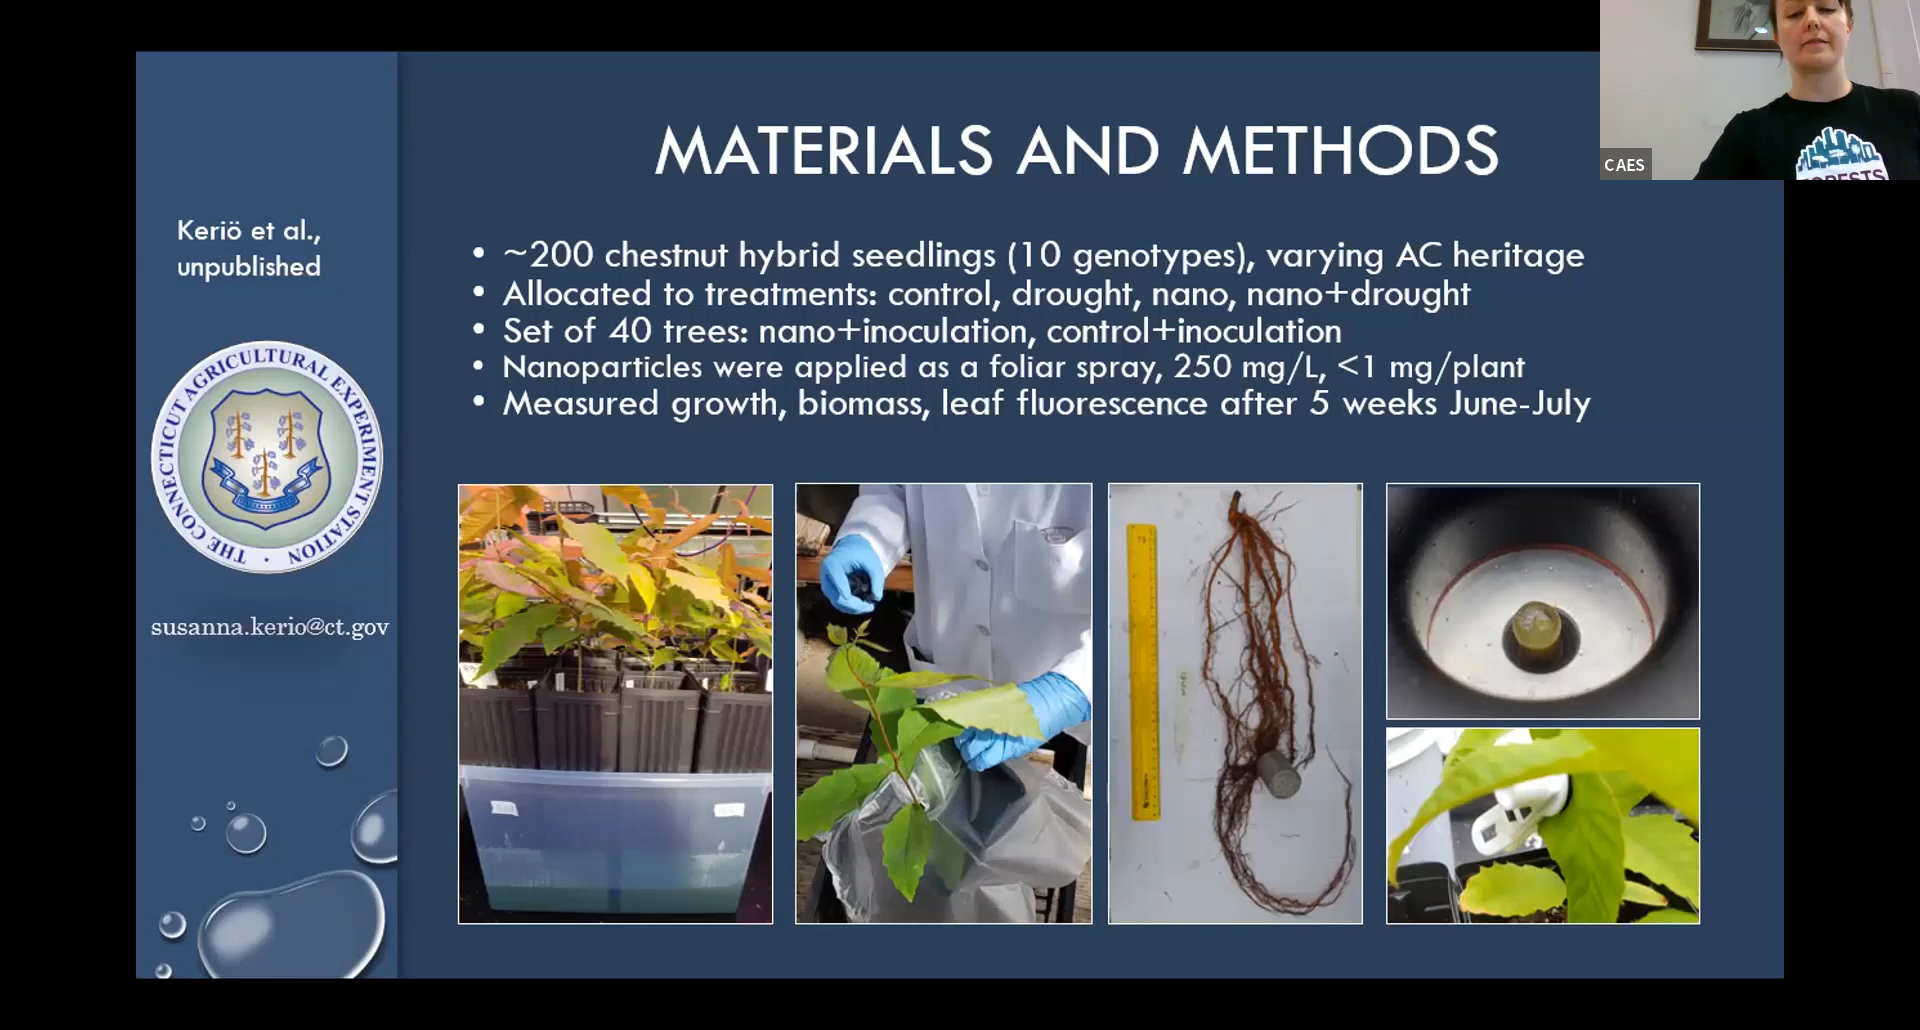 MATERIALS AND METHODS
CAES
Keriö et al.,
unpublished
• ~200 chestnut hybrid seedlings (10 genotypes), varying AC heritage
• Allocated to treatments: control, drought, nano, nano+drought
• Set of 40 trees: nano+inoculation, control+inoculation
• Nanoparticles were applied as a foliar spray, 250 mg/L, <1 mg/plant
• Measured growth, biomass, leaf fluorescence after 5 weeks June-July
THE CONNECTICUT AGRICULTURAL EXPERIMENT STATION
susanna.kerio@ct.gov